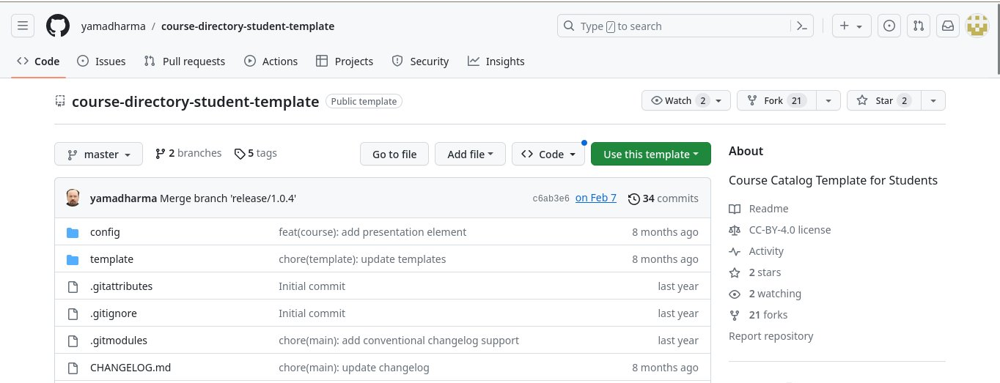 yamadharma / course-directory-student-template
Type / to search
Code Issues Pull requests Actions Projects Security Insights
course-directory-student-template Public template
Watch 2 Fork 21 Star 2
master 2 branches 5 tags Go to file Add file Code Use this template
About
Course Catalog Template for Students
yamadharma Merge branch 'release/1.0.4' c6ab3e6 on Feb 7 34 commits
config feat(course): add presentation element 8 months ago
template chore(template): update templates 8 months ago
.gitattributes Initial commit last year
.gitignore Initial commit last year
.gitmodules chore(main): add conventional changelog support last year
CHANGELOG.md chore(main): update changelog 8 months ago
Readme
CC-BY-4.0 license
Activity
2 stars
2 watching
21 forks
Report repository